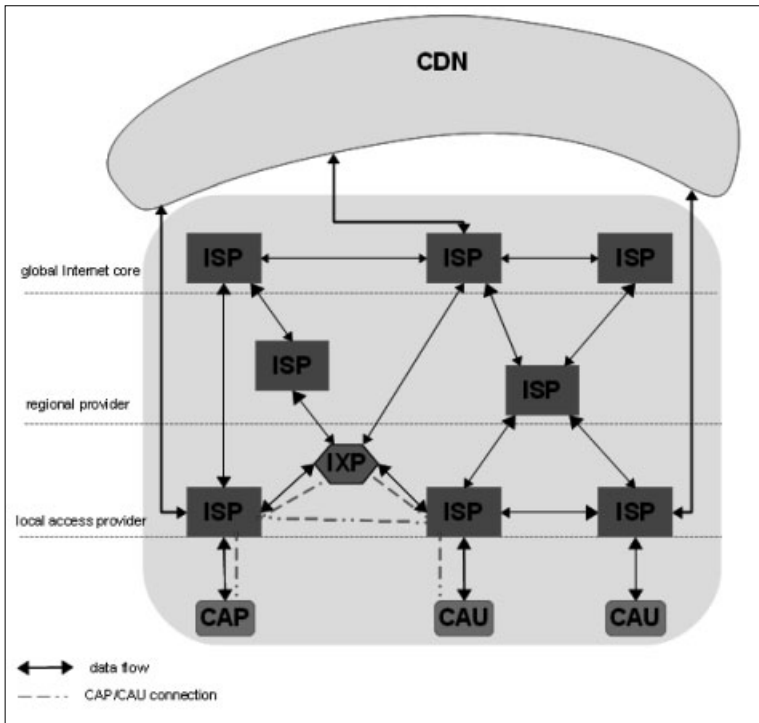 CDN
ISP ISP ISP
global Internet core
ISP
ISP
regional provider
IXP
ISP ISP ISP
local access provider
CAP CAU CAU
data flow
CAP/CAU connection